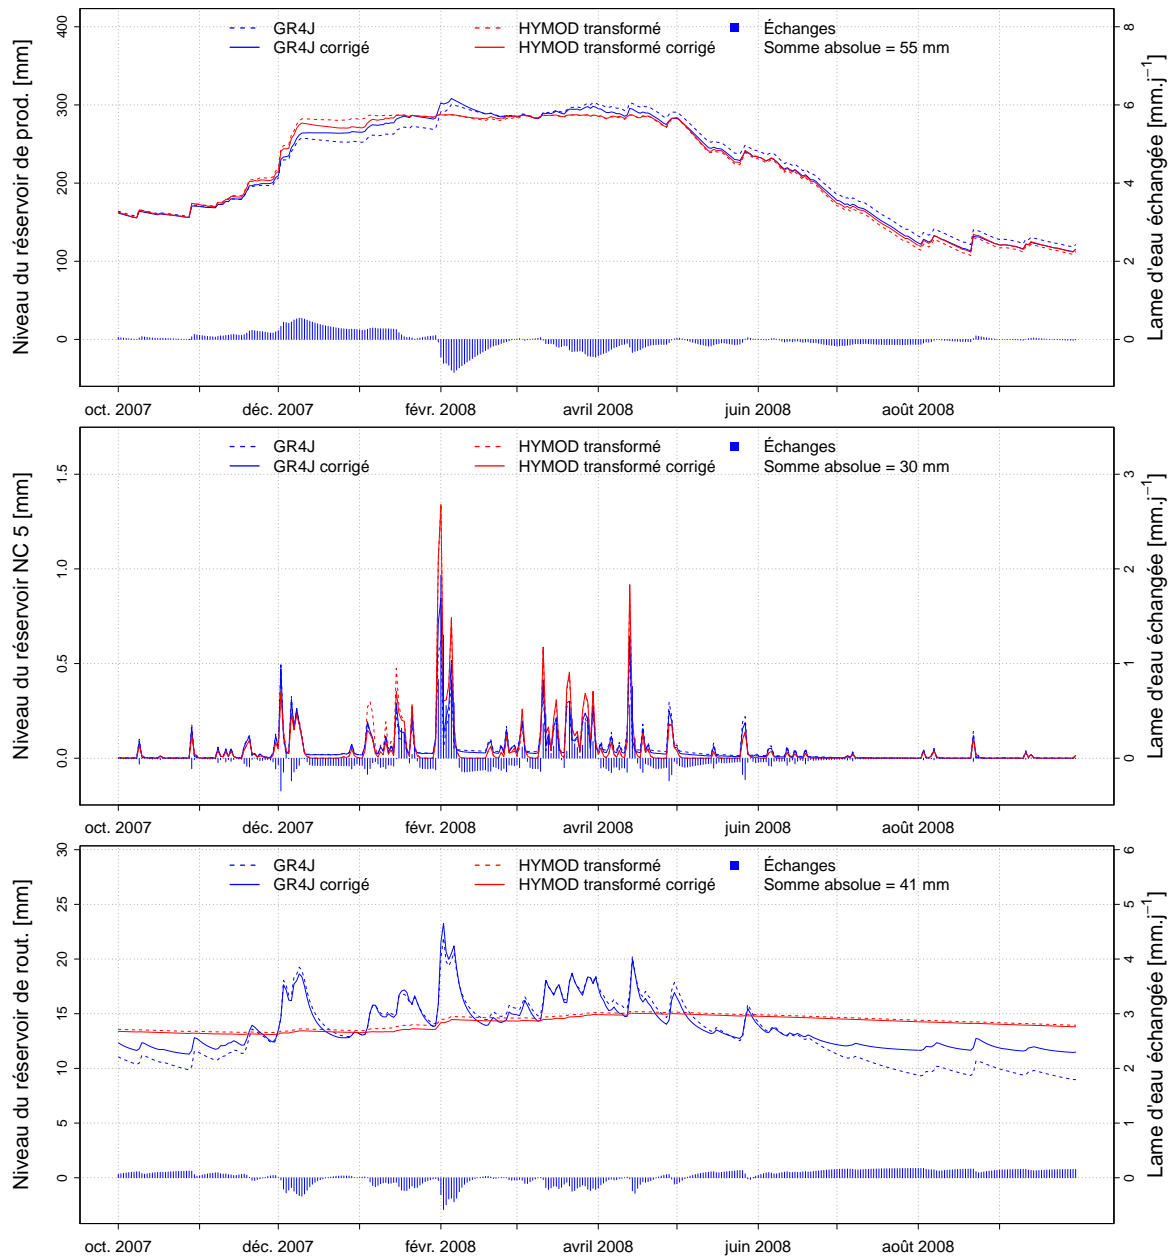 GR4J
GR4J corrigé
HYMOD transformé
HYMOD transformé corrigé
Échanges
Somme absolue = 55 mm
Niveau du réservoir de prod. [mm]
400
300
200
100
0
Lame d'eau échangée [mm.j⁻¹]
8
6
4
2
0
oct. 2007 déc. 2007 févr. 2008 avril 2008 juin 2008 août 2008
GR4J
GR4J corrigé
HYMOD transformé
HYMOD transformé corrigé
Échanges
Somme absolue = 30 mm
Niveau du réservoir NC 5 [mm]
1.5
1.0
0.5
0.0
Lame d'eau échangée [mm.j⁻¹]
3
2
1
0
oct. 2007 déc. 2007 févr. 2008 avril 2008 juin 2008 août 2008
GR4J
GR4J corrigé
HYMOD transformé
HYMOD transformé corrigé
Échanges
Somme absolue = 41 mm
Niveau du réservoir de rout. [mm]
30
25
20
15
10
5
0
Lame d'eau échangée [mm.j⁻¹]
6
5
4
3
2
1
0
oct. 2007 déc. 2007 févr. 2008 avril 2008 juin 2008 août 2008